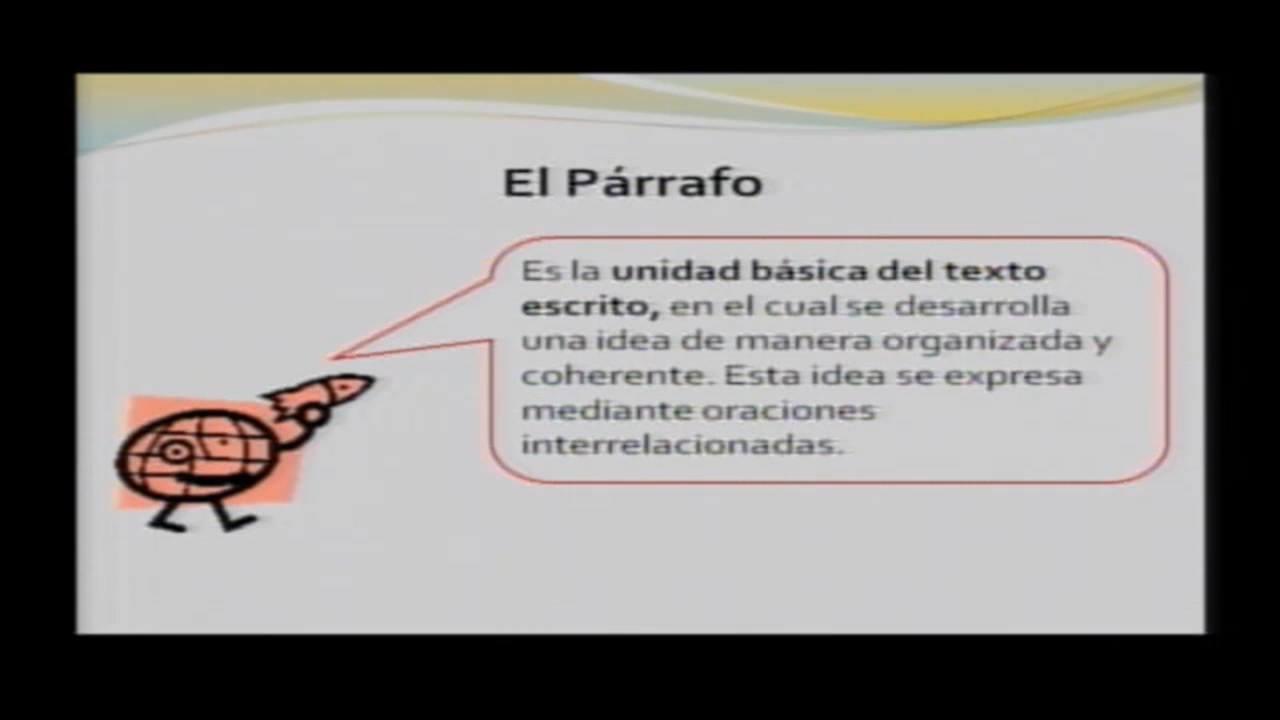 El Párrafo
Es la unidad básica del texto
escrito, en el cual se desarrolla
una idea de manera organizada y
coherente. Esta idea se expresa
mediante oraciones
interrelacionadas.